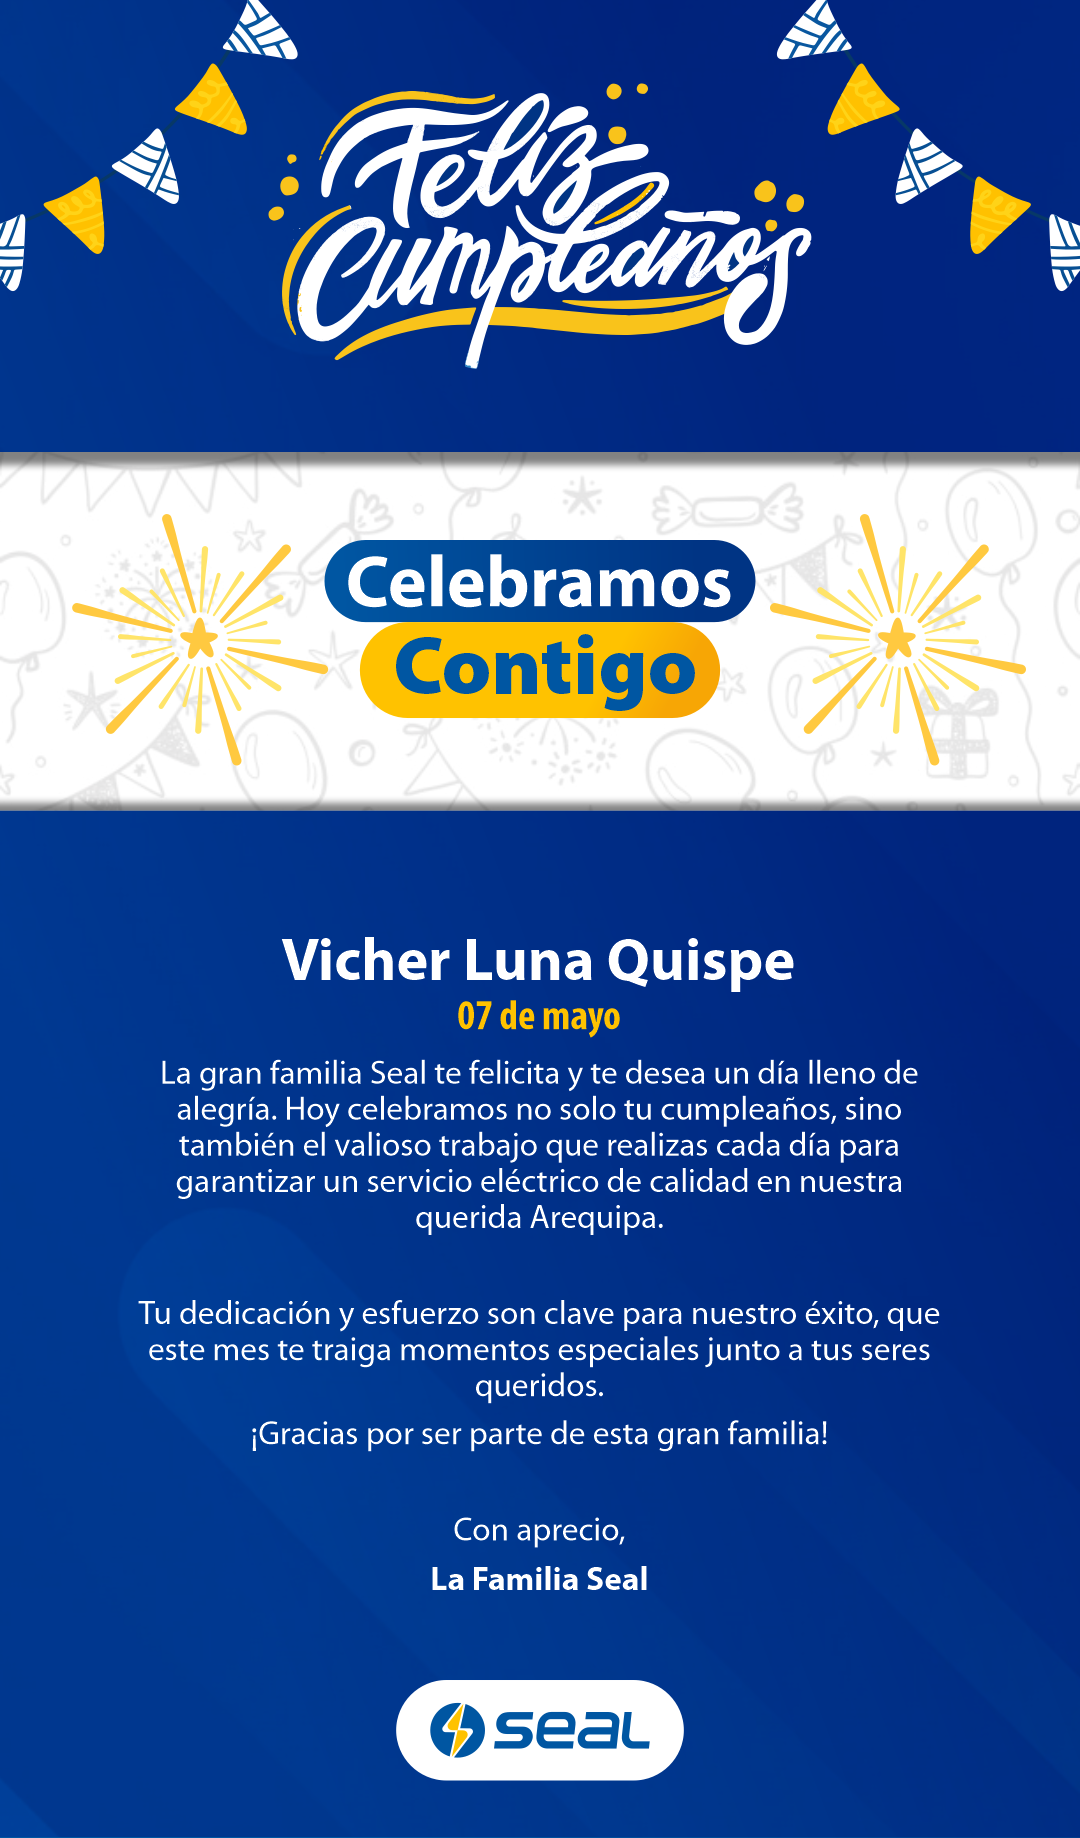 Feliz
Cumpleaños
Celebramos
Contigo
Vicher Luna Quispe
07 de mayo
La gran familia Seal te felicita y te desea un día lleno de
alegría. Hoy celebramos no solo tu cumpleaños, sino
también el valioso trabajo que realizas cada día para
garantizar un servicio eléctrico de calidad en nuestra
querida Arequipa.
Tu dedicación y esfuerzo son clave para nuestro éxito, que
este mes te traiga momentos especiales junto a tus seres
queridos.
¡Gracias por ser parte de esta gran familia!
Con aprecio,
La Familia Seal
seal